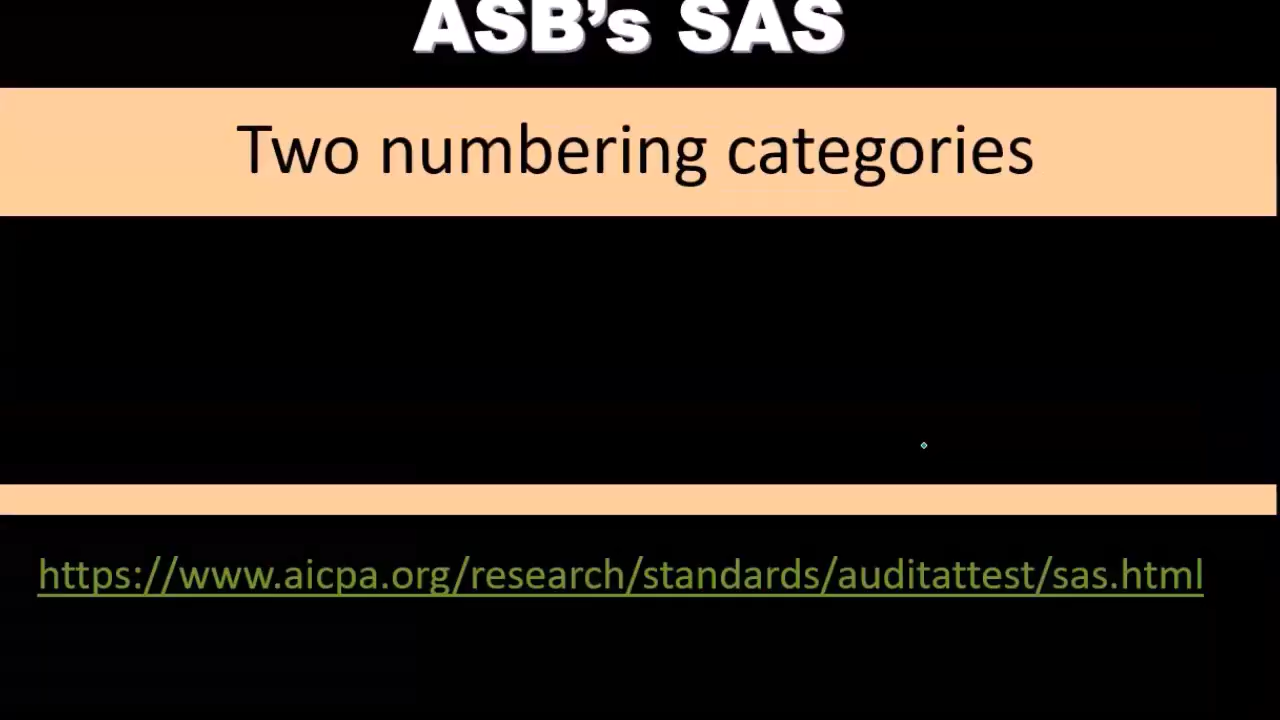 ASB’s SAS
Two numbering categories
https://www.aicpa.org/research/standards/auditattest/sas.html